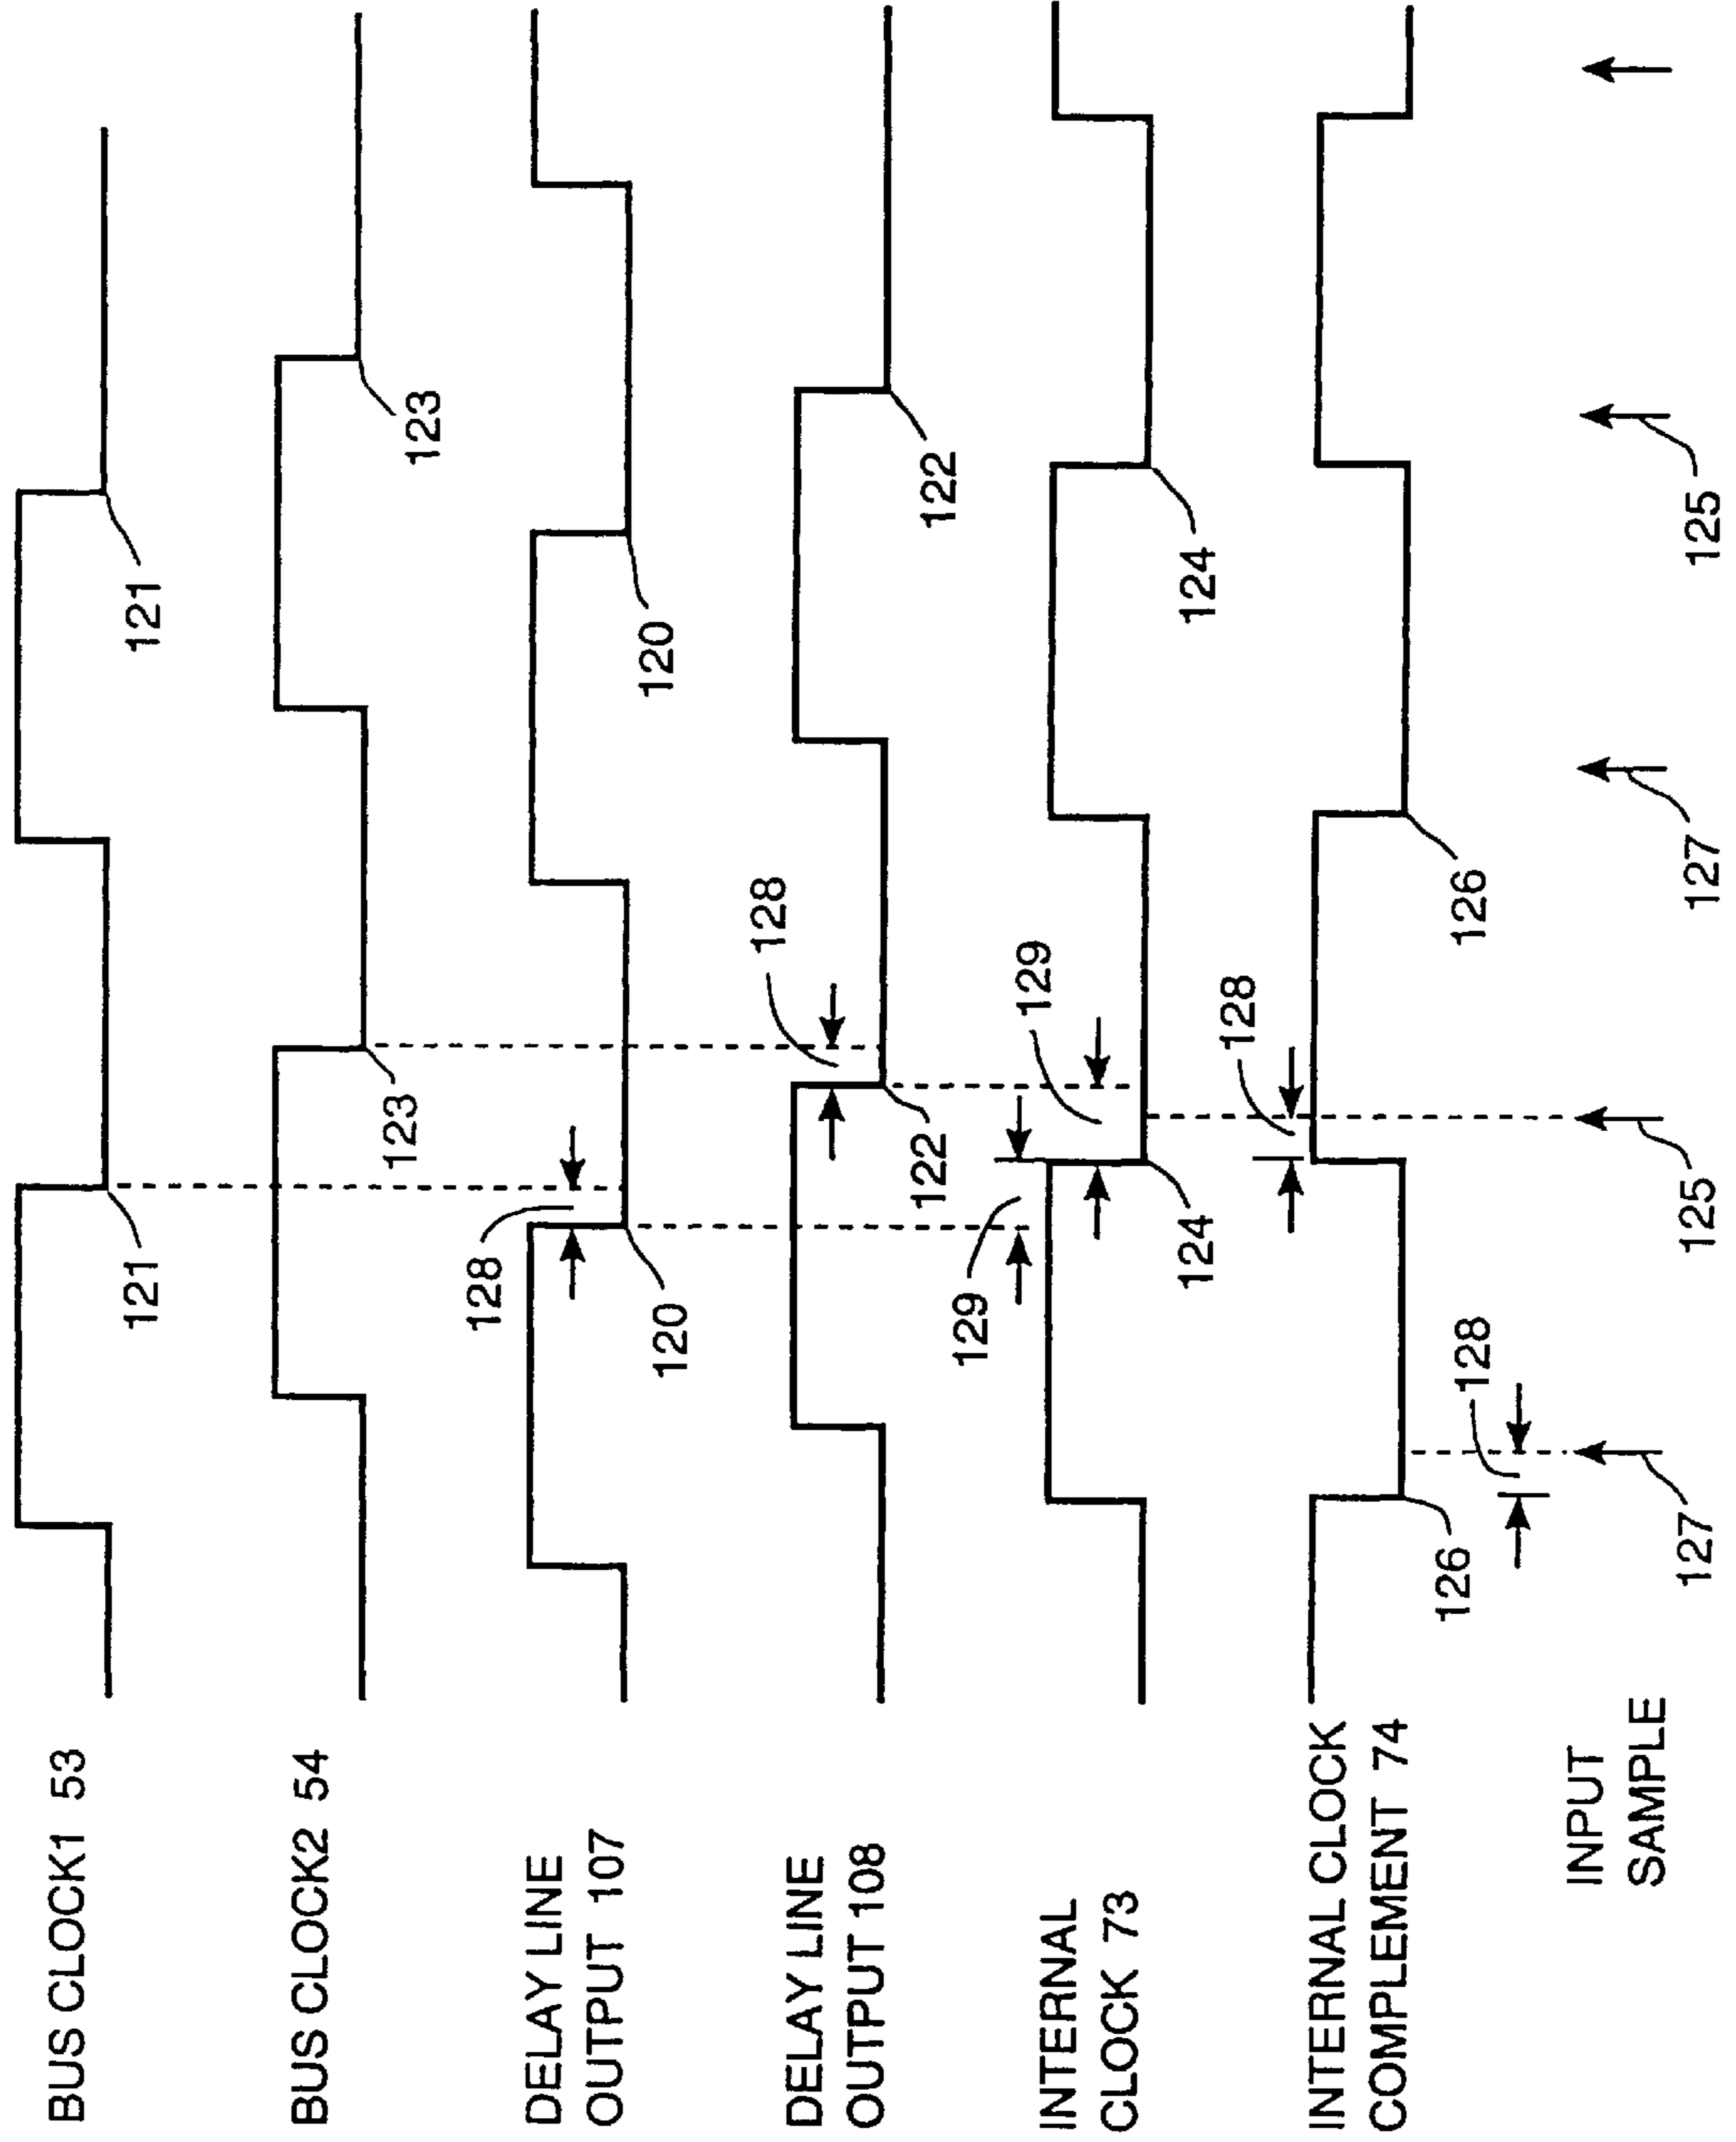 BUS CLOCK1 53
121
121
BUS CLOCK2 54
123
123
DELAY LINE
OUTPUT 107
128
120
120
DELAY LINE
OUTPUT 108
128
122
122
INTERNAL
CLOCK 73
129
129
124
124
INTERNAL CLOCK
COMPLEMENT 74
128
126
126
128
INPUT
SAMPLE
127
125
127
125